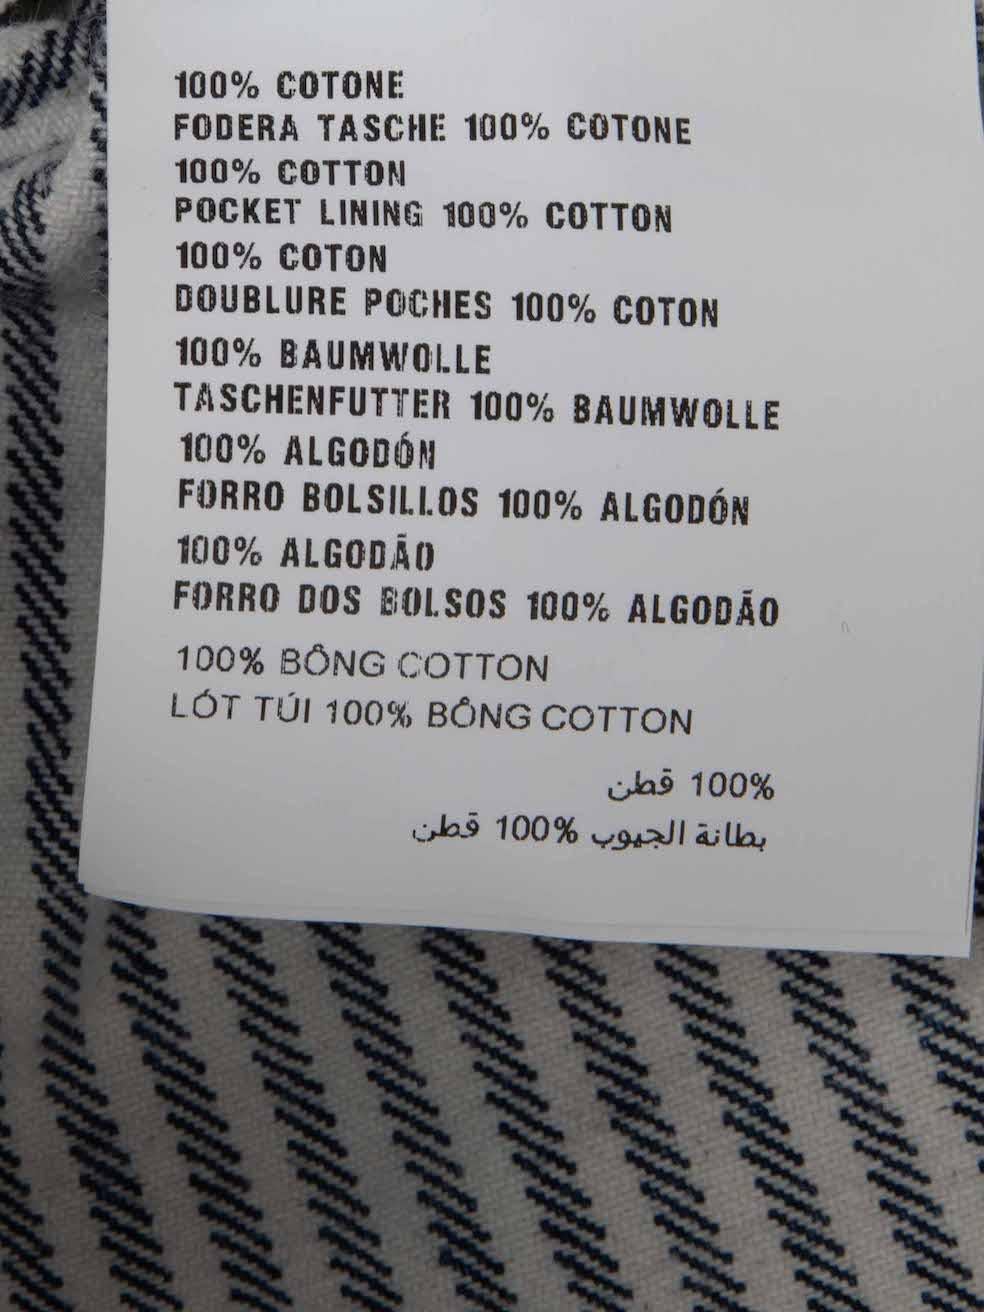 100% COTONE
FODERA TASCHE 100% COTONE
100% COTTON
POCKET LINING 100% COTTON
100% COTON
DOUBLURE POCHES 100% COTON
100% BAUMWOLLE
TASCHENFUTTER 100% BAUMWOLLE
100% ALGODÓN
FORRO BOLSILLOS 100% ALGODÓN
100% ALGODÃO
FORRO DOS BOLSOS 100% ALGODÃO
100% BÔNG COTTON
LÓT TÚI 100% BÔNG COTTON
100% قطن
بطانة الجيوب 100% قطن